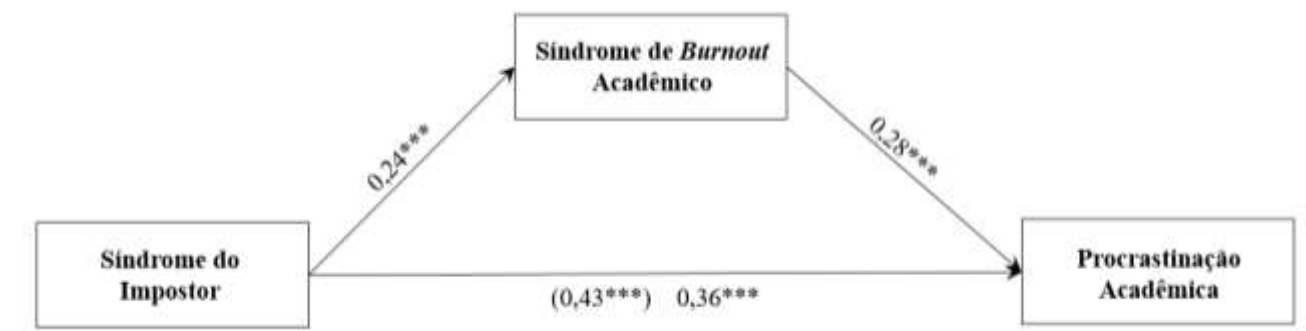 Síndrome de Burnout
Acadêmico
0,24***
0,28***
Síndrome do
Impostor
(0,43***) 0,36***
Procrastinação
Acadêmica